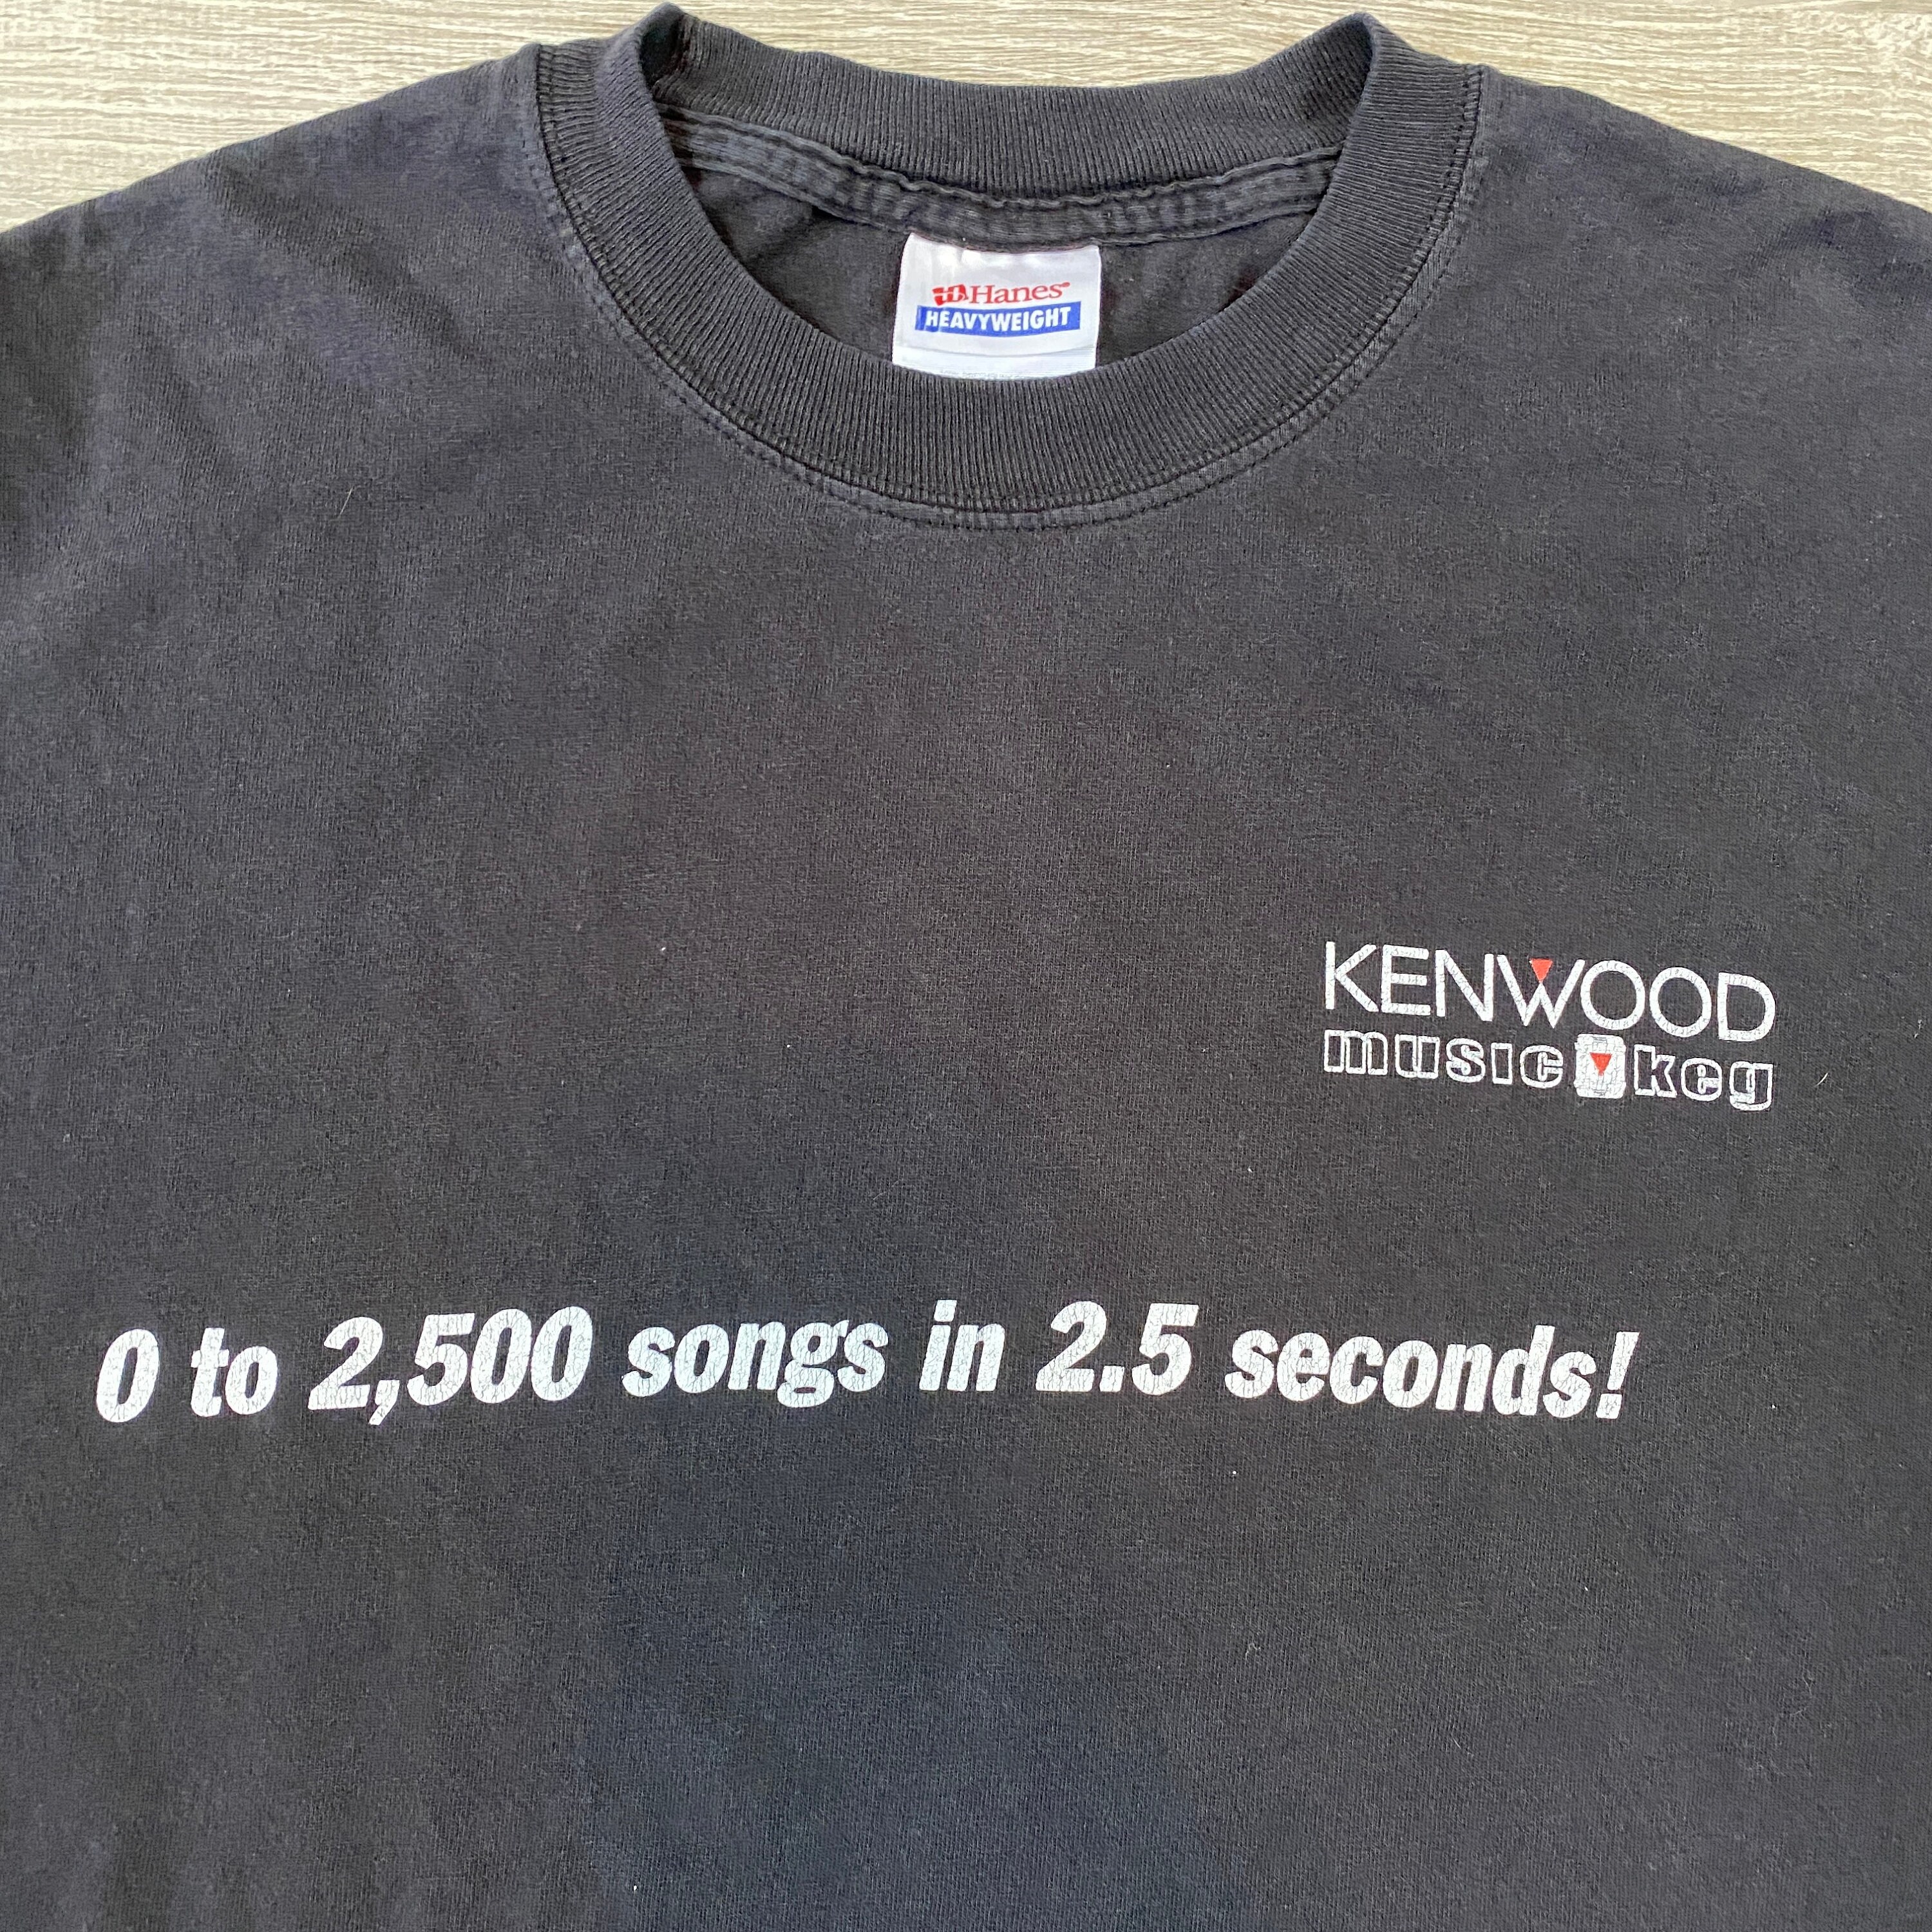 Hanes
HEAVYWEIGHT
KENWOOD
music keg
0 to 2,500 songs in 2.5 seconds!